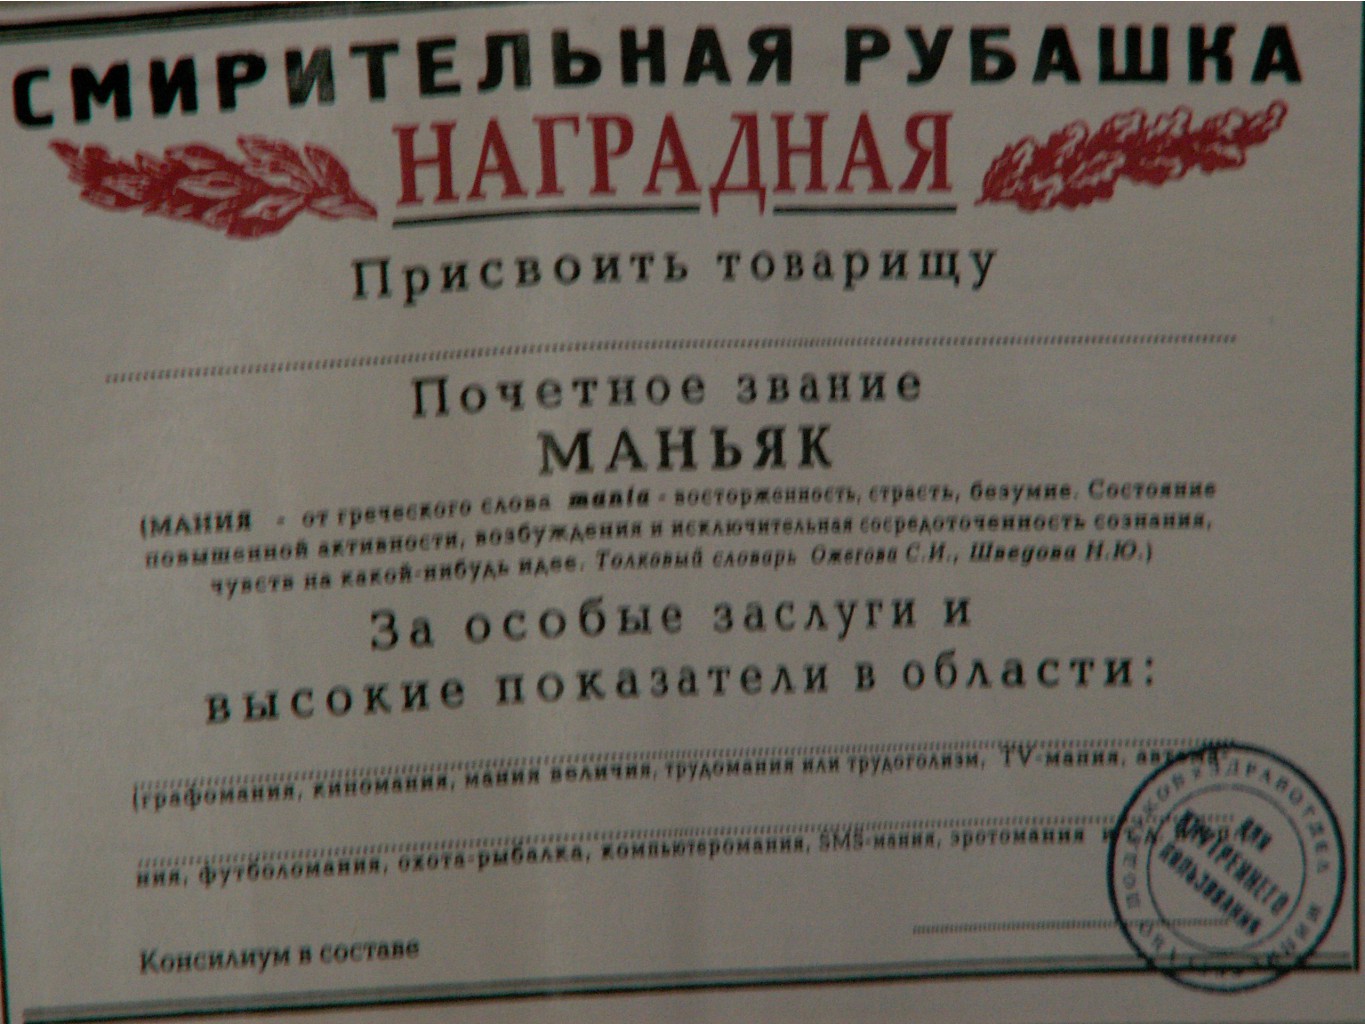 СМИРИТЕЛЬНАЯ РУБАШКА
НАГРАДНАЯ
Присвоить товарищу
Почетное звание
МАНЬЯК
(МАНИЯ - от греческого слова mania - восторженность, страсть, безумие. Состояние
повышенной активности, возбуждения и исключительная сосредоточенность сознания,
чувств на какой-нибудь идее. Толковый словарь Ожегова С.И., Шведова Н.Ю.)
За особые заслуги и
высокие показатели в области:
(графомания, киномания, мания величия, трудомания или трудоголизм, TV-мания, автома-
ния, футболомания, охота-рыбалка, компьютеромания, SMS-мания, эротомания и
Консилиум в составе
ЗДРАВОТДЕЛ
для
внутреннего
пользования